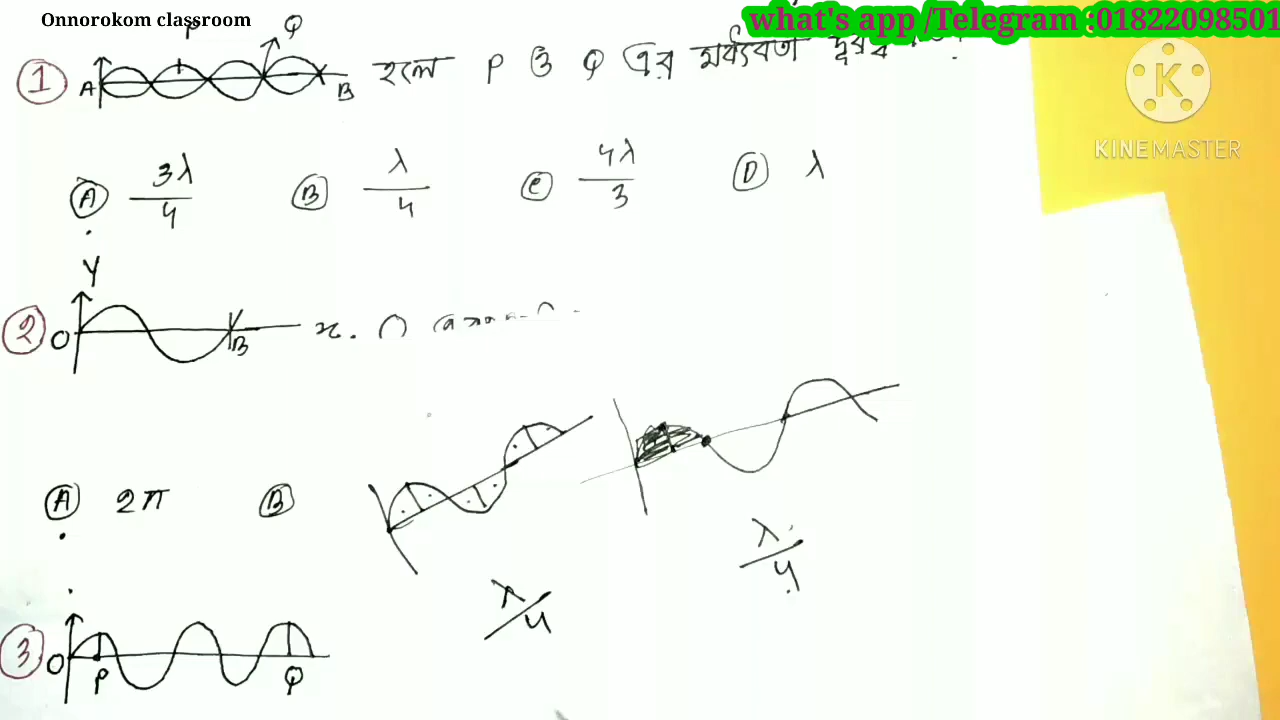 Onnorokom classroom
what's app /Telegram :01822098501
K
KINEMASTER
P Q
1 A B হলে P ও Q এর মধ্যবর্তী দূরত্ব
A 3λ/4 B λ/4 C 4λ/3 D λ
Y
2 O B x.
A 2π B
λ/4 λ/4
3 O P Q